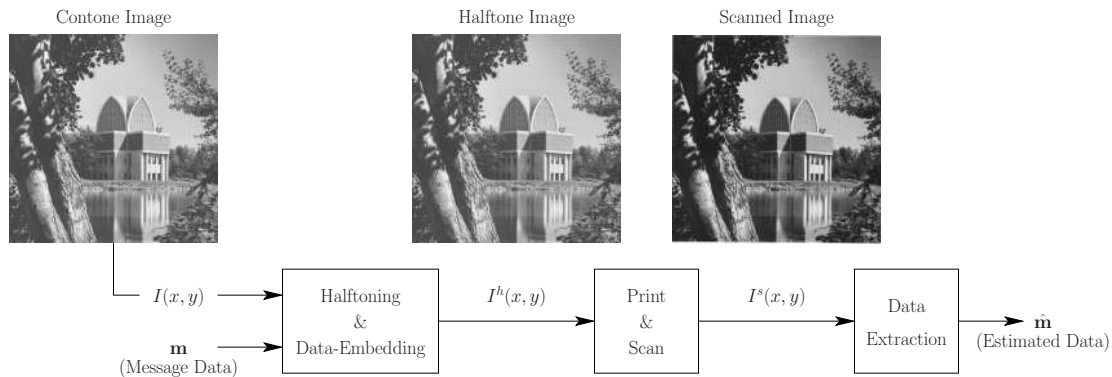 Contone Image
Halftone Image
Scanned Image
I(x, y)
m
(Message Data)
Halftoning
&
Data-Embedding
I^h(x, y)
Print
&
Scan
I^s(x, y)
Data
Extraction
m̂
(Estimated Data)